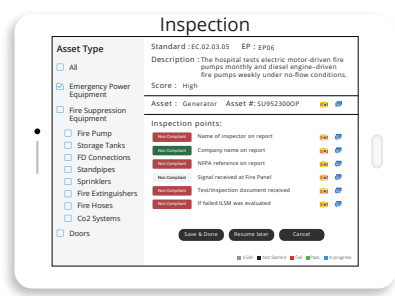 Inspection
Asset Type
All
Emergency Power
Equipment
Fire Suppression
Equipment
Fire Pump
Storage Tanks
FD Connections
Standpipes
Sprinklers
Fire Extinguishers
Fire Hoses
Co2 Systems
Doors
Standard : EC.02.03.05 EP : EP06
Description : The hospital tests electric motor-driven fire
pumps monthly and diesel engine–driven
fire pumps weekly under no-flow conditions.
Score : High
Asset : Generator Asset #: SU952300OP
Inspection points:
Non Compliant Name of inspector on report
Non Compliant Company name on report
Non Compliant NFPA reference on report
Non Compliant Signal received at Fire Panel
Non Compliant Test/Inspection document received
Non Compliant If failed ILSM was evaluated
Save & Done Resume later Cancel
ILSM Not Started Fail Pass In progress